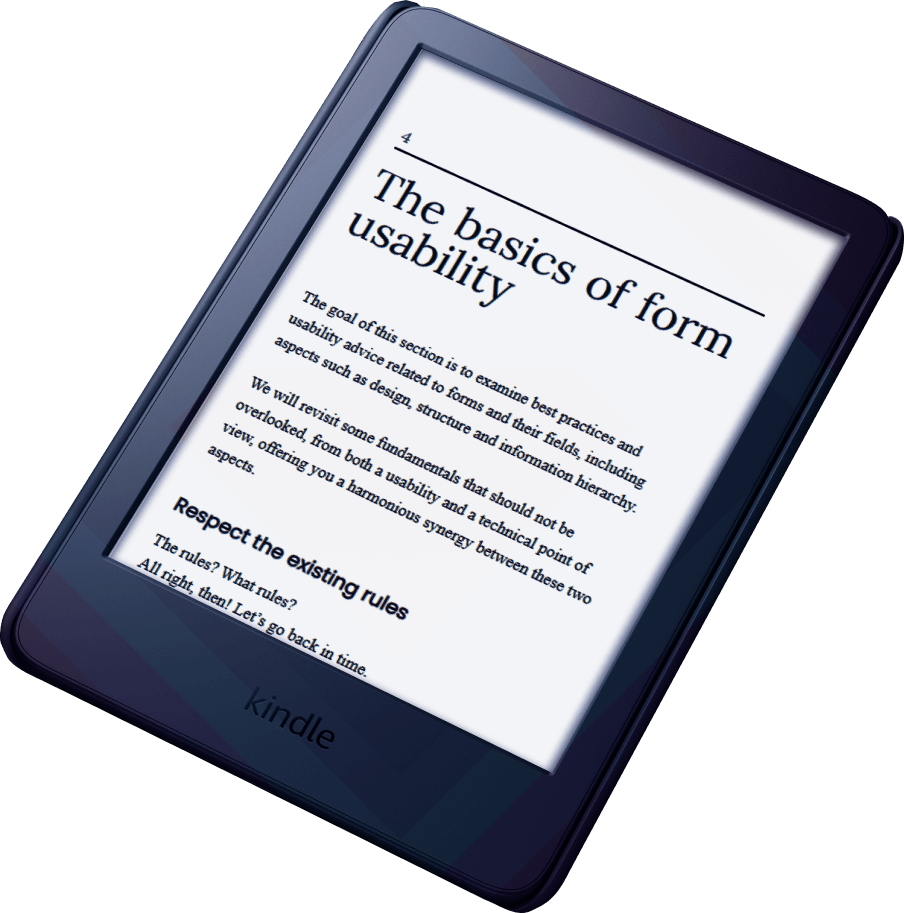 4
The basics of form
usability
The goal of this section is to examine best practices and
usability advice related to forms and their fields, including
aspects such as design, structure and information hierarchy.
We will revisit some fundamentals that should not be
overlooked, from both a usability and a technical point of
view, offering you a harmonious synergy between these two
aspects.
Respect the existing rules
The rules? What rules?
All right, then! Let's go back in time.
kindle